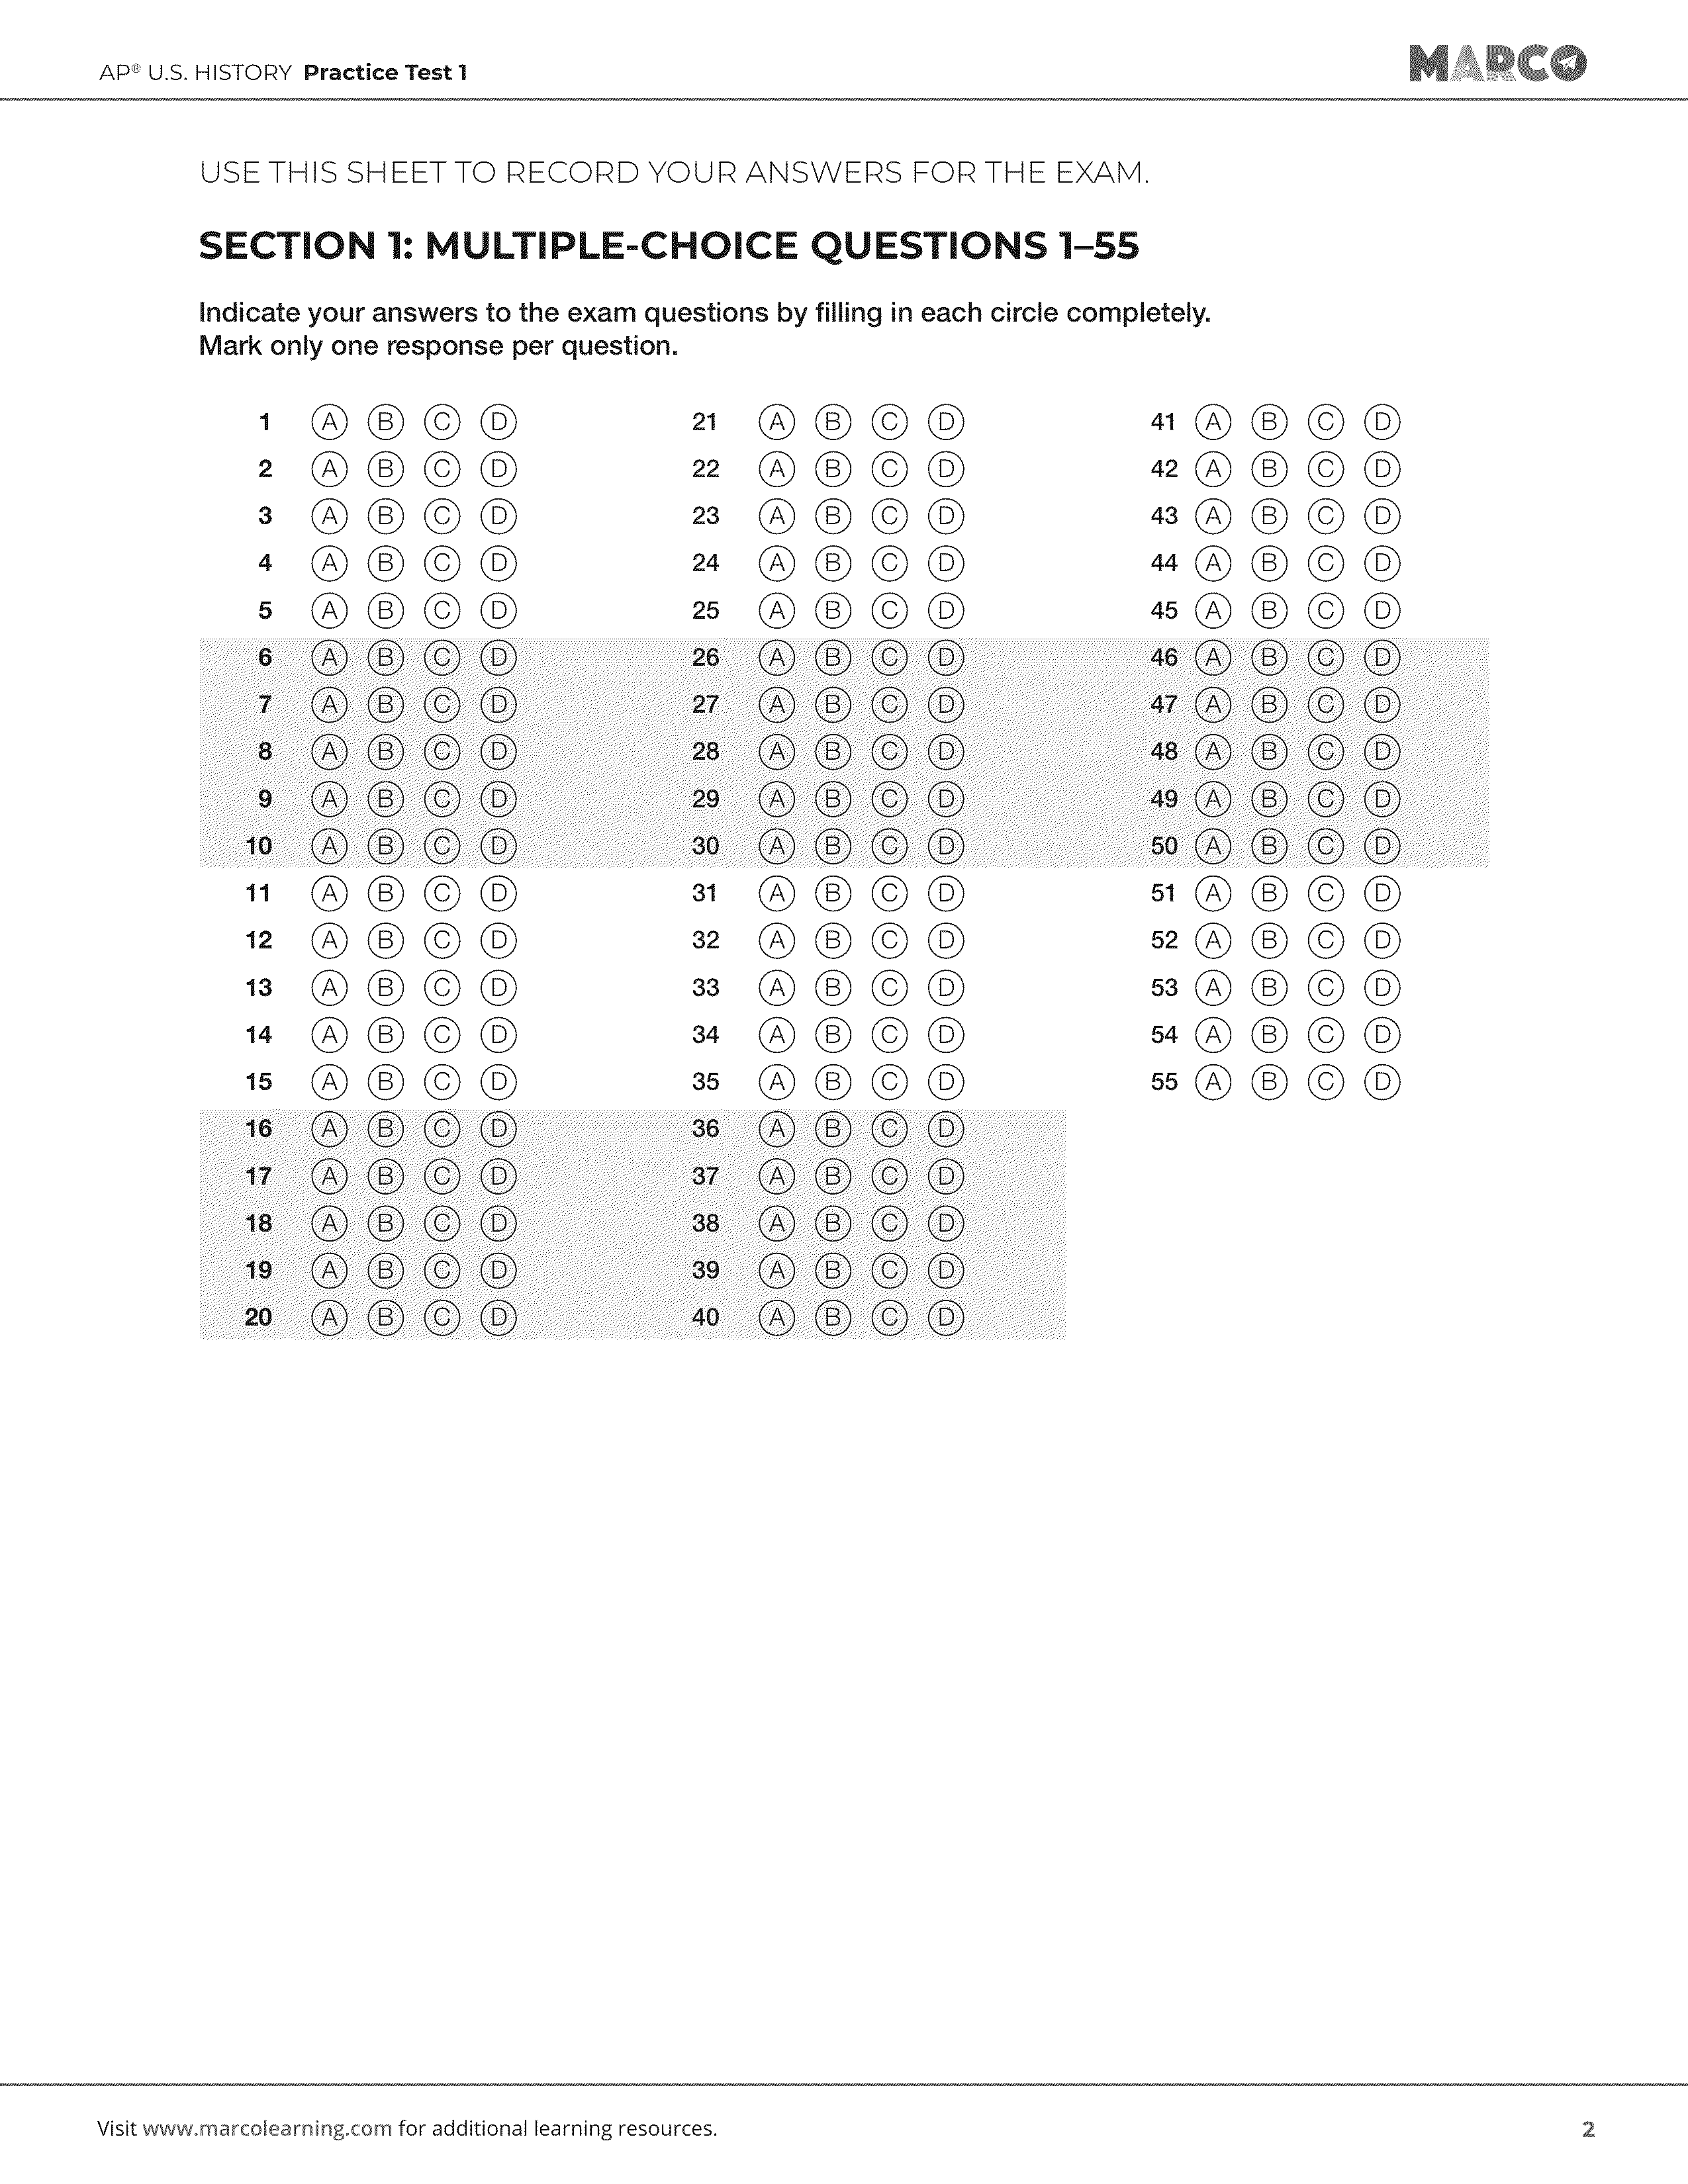 AP® U.S. HISTORY Practice Test 1
MARCO
USE THIS SHEET TO RECORD YOUR ANSWERS FOR THE EXAM.
SECTION 1: MULTIPLE-CHOICE QUESTIONS 1–55
Indicate your answers to the exam questions by filling in each circle completely.
Mark only one response per question.
1 A B C D
2 A B C D
3 A B C D
4 A B C D
5 A B C D
6 A B C D
7 A B C D
8 A B C D
9 A B C D
10 A B C D
11 A B C D
12 A B C D
13 A B C D
14 A B C D
15 A B C D
16 A B C D
17 A B C D
18 A B C D
19 A B C D
20 A B C D
21 A B C D
22 A B C D
23 A B C D
24 A B C D
25 A B C D
26 A B C D
27 A B C D
28 A B C D
29 A B C D
30 A B C D
31 A B C D
32 A B C D
33 A B C D
34 A B C D
35 A B C D
36 A B C D
37 A B C D
38 A B C D
39 A B C D
40 A B C D
41 A B C D
42 A B C D
43 A B C D
44 A B C D
45 A B C D
46 A B C D
47 A B C D
48 A B C D
49 A B C D
50 A B C D
51 A B C D
52 A B C D
53 A B C D
54 A B C D
55 A B C D
Visit www.marcolearning.com for additional learning resources.
2